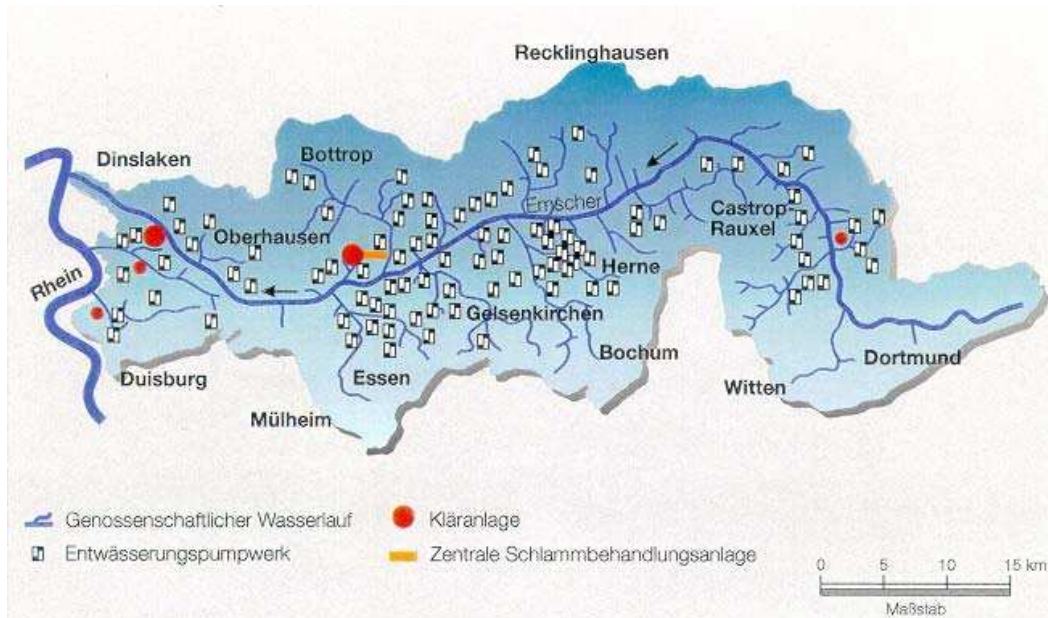 Recklinghausen
Dinslaken
Bottrop
Emscher
Castrop-
Rauxel
Oberhausen
Rhein
Herne
Gelsenkirchen
Bochum
Duisburg
Essen
Dortmund
Witten
Mülheim
Genossenschaftlicher Wasserlauf
Kläranlage
Entwässerungspumpwerk
Zentrale Schlammbehandlungsanlage
0 5 10 15 km
Maßstab